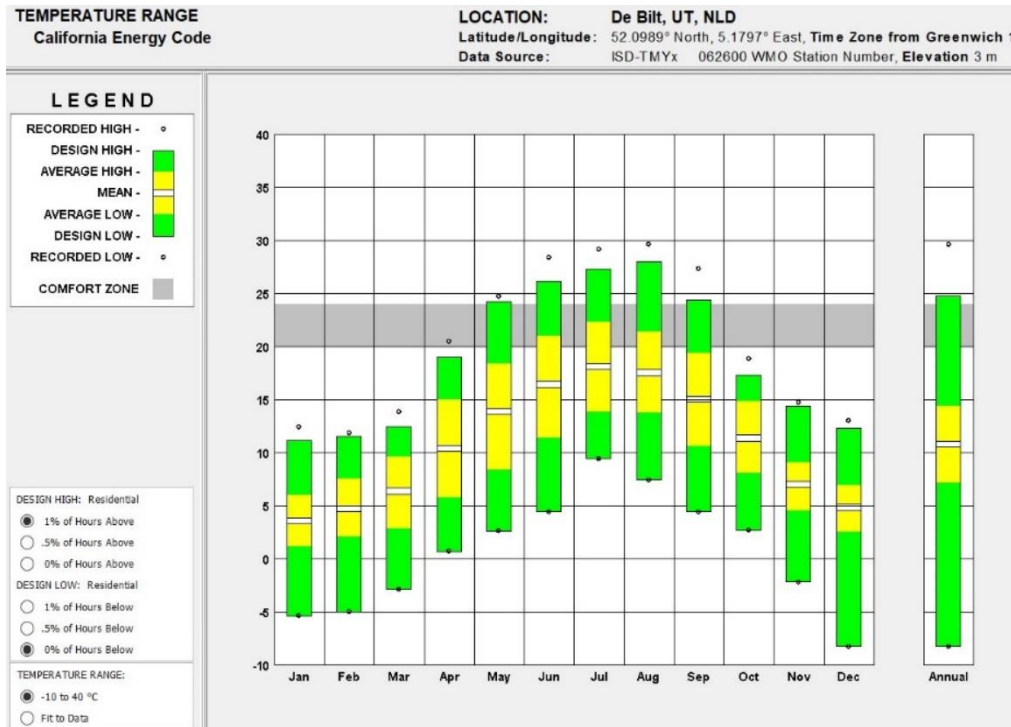 TEMPERATURE RANGE
California Energy Code
LOCATION: De Bilt, UT, NLD
Latitude/Longitude: 52.0989° North, 5.1797° East, Time Zone from Greenwich 1
Data Source: ISD-TMYx 062600 WMO Station Number, Elevation 3 m
LEGEND
RECORDED HIGH -
DESIGN HIGH -
AVERAGE HIGH -
MEAN -
AVERAGE LOW -
DESIGN LOW -
RECORDED LOW -
COMFORT ZONE
DESIGN HIGH: Residential
1% of Hours Above
.5% of Hours Above
0% of Hours Above
DESIGN LOW: Residential
1% of Hours Below
.5% of Hours Below
0% of Hours Below
TEMPERATURE RANGE:
-10 to 40 °C
Fit to Data
40
35
30
25
20
15
10
5
0
-5
-10
Jan Feb Mar Apr May Jun Jul Aug Sep Oct Nov Dec Annual